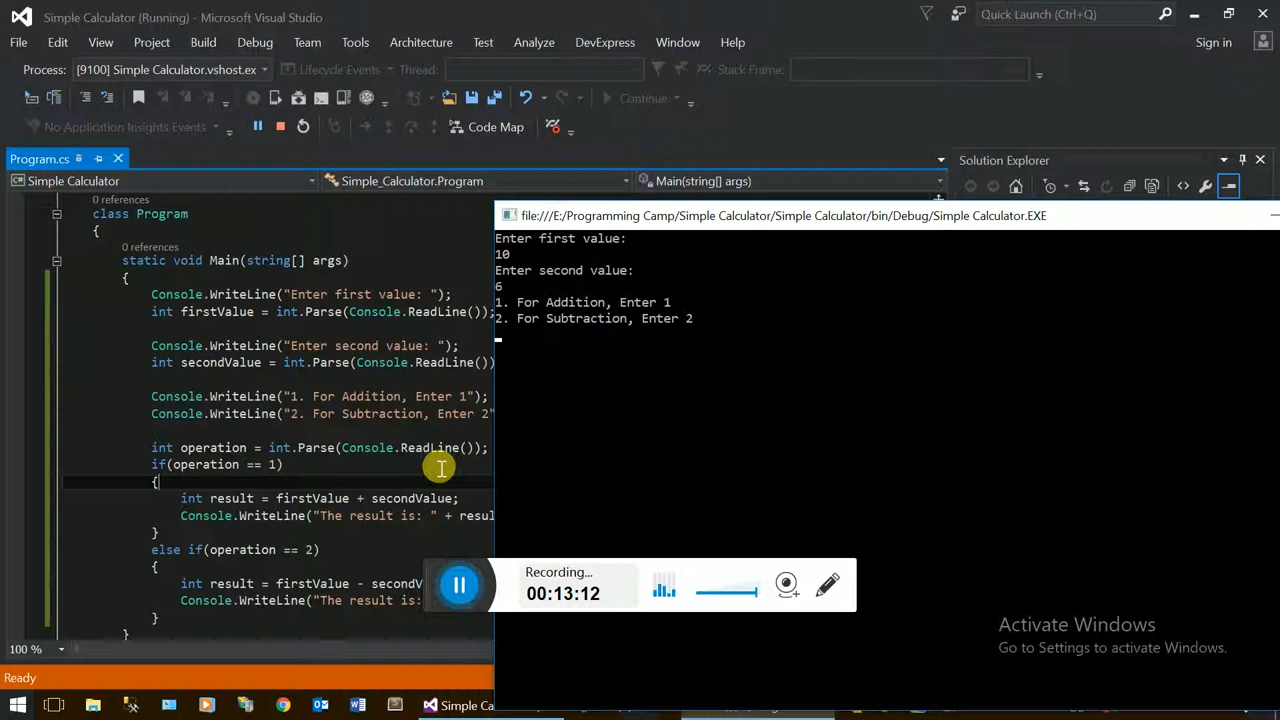 Simple Calculator (Running) - Microsoft Visual Studio
Quick Launch (Ctrl+Q)
File Edit View Project Build Debug Team Tools Architecture Test Analyze DevExpress Window Help
Sign in
Process: [9100] Simple Calculator.vshost.ex Lifecycle Events Thread: Stack Frame:
Continue
No Application Insights Events Code Map
Program.cs
Solution Explorer
Simple Calculator Simple_Calculator.Program Main(string[] args)
0 references
class Program
{
0 references
static void Main(string[] args)
{
Console.WriteLine("Enter first value: ");
int firstValue = int.Parse(Console.ReadLine());
Console.WriteLine("Enter second value: ");
int secondValue = int.Parse(Console.ReadLine())
Console.WriteLine("1. For Addition, Enter 1");
Console.WriteLine("2. For Subtraction, Enter 2"
int operation = int.Parse(Console.ReadLine());
if(operation == 1)
{
int result = firstValue + secondValue;
Console.WriteLine("The result is: " + resul
}
else if(operation == 2)
{
int result = firstValue - secondV
Console.WriteLine("The result is:
}
}
100 %
Ready
file:///E:/Programming Camp/Simple Calculator/Simple Calculator/bin/Debug/Simple Calculator.EXE
Enter first value:
10
Enter second value:
6
1. For Addition, Enter 1
2. For Subtraction, Enter 2
Recording...
00:13:12
Activate Windows
Go to Settings to activate Windows.
Simple Ca